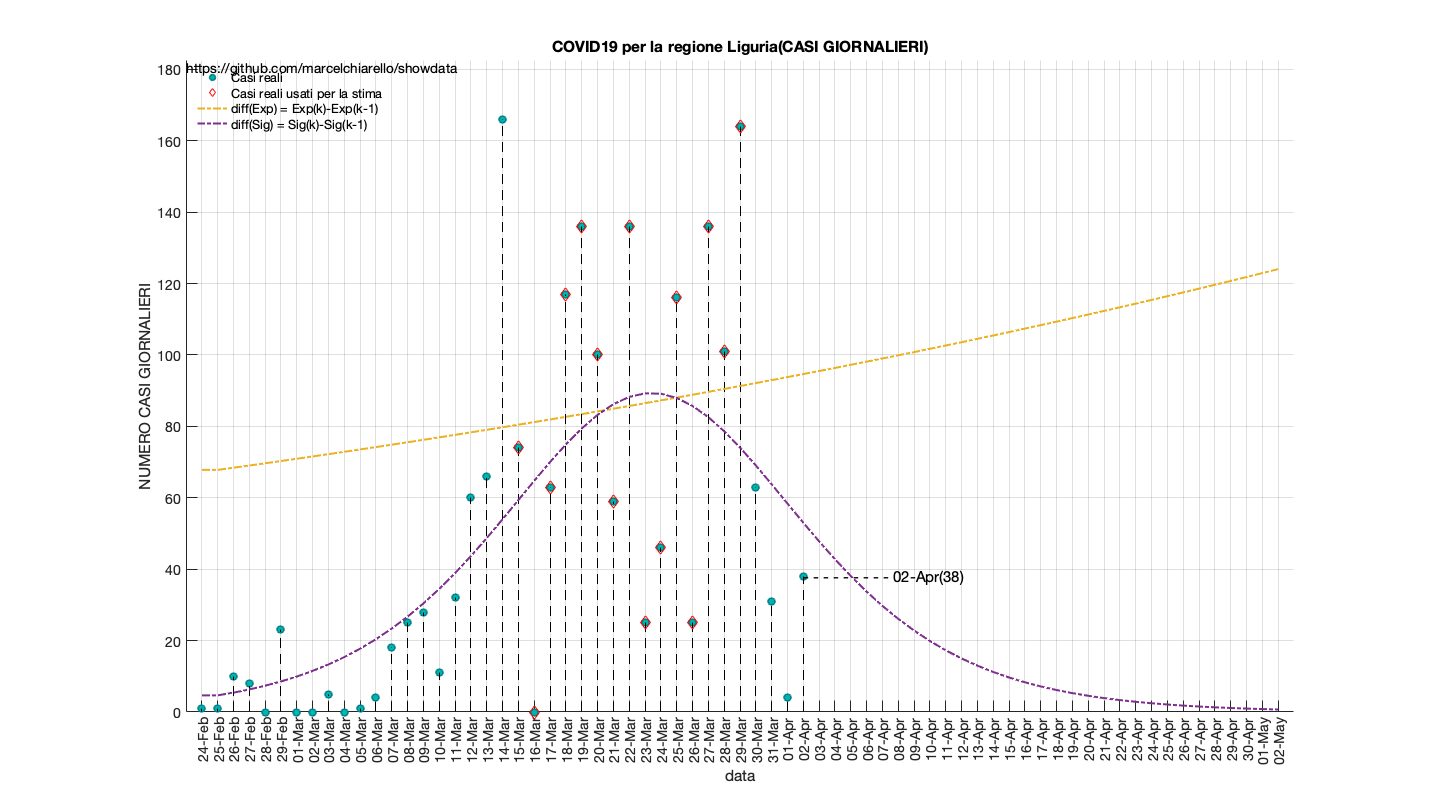 COVID19 per la regione Liguria(CASI GIORNALIERI)
https://github.com/marcelchiarello/showdata
Casi reali
Casi reali usati per la stima
diff(Exp) = Exp(k)-Exp(k-1)
diff(Sig) = Sig(k)-Sig(k-1)
NUMERO CASI GIORNALIERI
180
160
140
120
100
80
60
40
20
0
02-Apr(38)
24-Feb
25-Feb
26-Feb
27-Feb
28-Feb
29-Feb
01-Mar
02-Mar
03-Mar
04-Mar
05-Mar
06-Mar
07-Mar
08-Mar
09-Mar
10-Mar
11-Mar
12-Mar
13-Mar
14-Mar
15-Mar
16-Mar
17-Mar
18-Mar
19-Mar
20-Mar
21-Mar
22-Mar
23-Mar
24-Mar
25-Mar
26-Mar
27-Mar
28-Mar
29-Mar
30-Mar
31-Mar
01-Apr
02-Apr
03-Apr
04-Apr
05-Apr
06-Apr
07-Apr
08-Apr
09-Apr
10-Apr
11-Apr
12-Apr
13-Apr
14-Apr
15-Apr
16-Apr
17-Apr
18-Apr
19-Apr
20-Apr
21-Apr
22-Apr
23-Apr
24-Apr
25-Apr
26-Apr
27-Apr
28-Apr
29-Apr
30-Apr
01-May
02-May
data